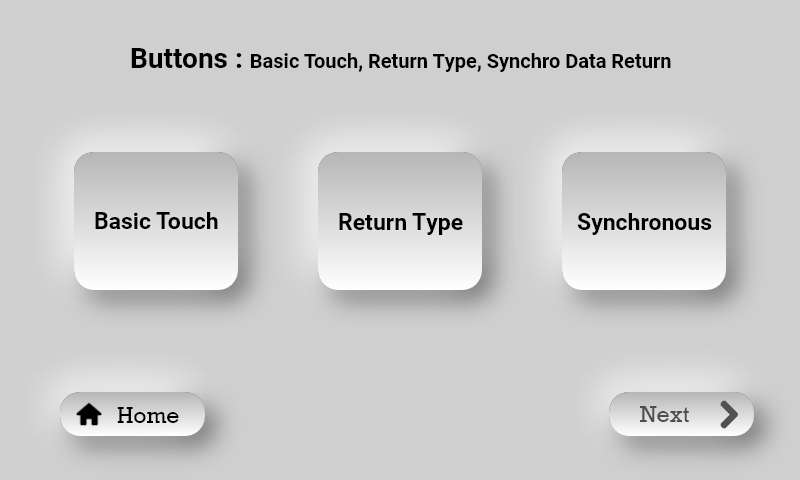 Buttons : Basic Touch, Return Type, Synchro Data Return
Basic Touch
Return Type
Synchronous
Home
Next